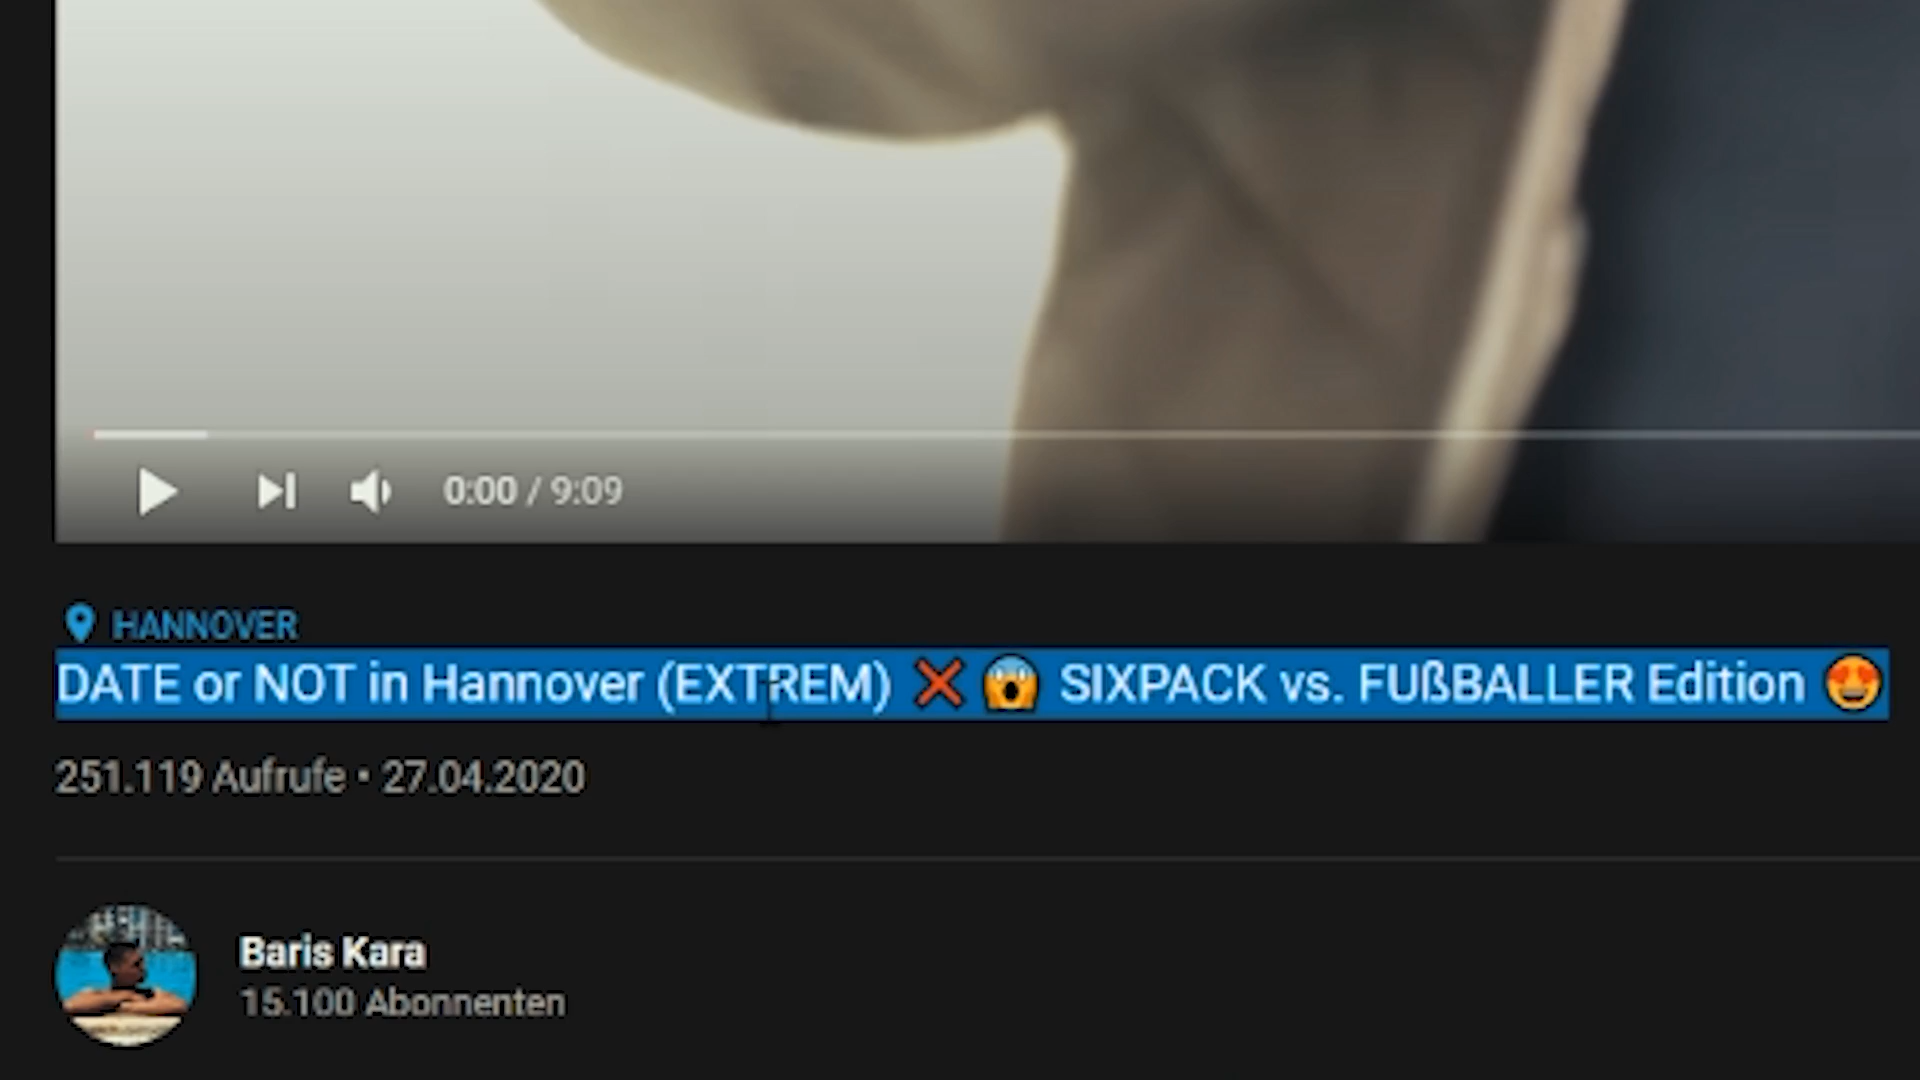 0:00 / 9:09
HANNOVER
DATE or NOT in Hannover (EXTREM) ❌ 😱 SIXPACK vs. FUßBALLER Edition 😍
251.119 Aufrufe • 27.04.2020
Baris Kara
15.100 Abonnenten